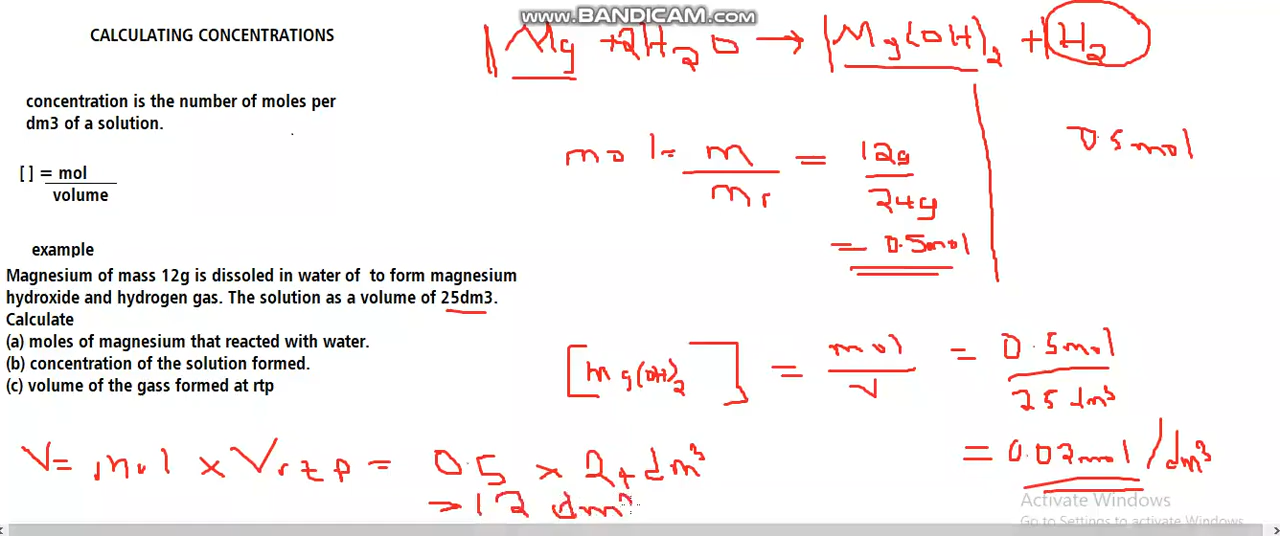 www.BANDICAM.com
CALCULATING CONCENTRATIONS
Mg + 2H2O → Mg(OH)2 + H2
concentration is the number of moles per
dm3 of a solution.
[ ] = mol
volume
mol = m = 12g
mr 24g
= 0.5mol
0.5mol
example
Magnesium of mass 12g is dissoled in water of to form magnesium
hydroxide and hydrogen gas. The solution as a volume of 25dm3.
Calculate
(a) moles of magnesium that reacted with water.
(b) concentration of the solution formed.
(c) volume of the gass formed at rtp
[Mg(OH)2] = mol = 0.5mol
V 25dm³
= 0.02mol/dm³
V = mol × Vrtp = 0.5 × 24dm³
→ 12 dm³
Activate Windows
Go to Settings to activate Windows.